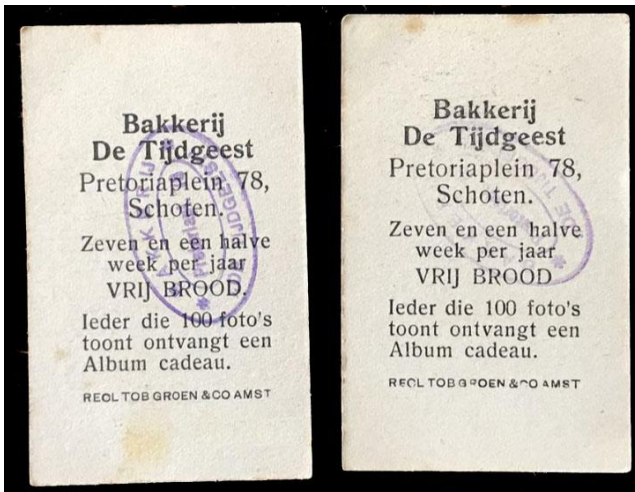 Bakkerij
De Tijdgeest
Pretoriaplein 78,
Schoten.
Zeven en een halve
week per jaar
VRIJ BROOD.
Ieder die 100 foto's
toont ontvangt een
Album cadeau.
RECL TOB GROEN & CO AMST
Bakkerij
De Tijdgeest
Pretoriaplein 78,
Schoten.
Zeven en een halve
week per jaar
VRIJ BROOD
Ieder die 100 foto's
toont ontvangt een
Album cadeau.
RECL TOB GROEN & CO AMST